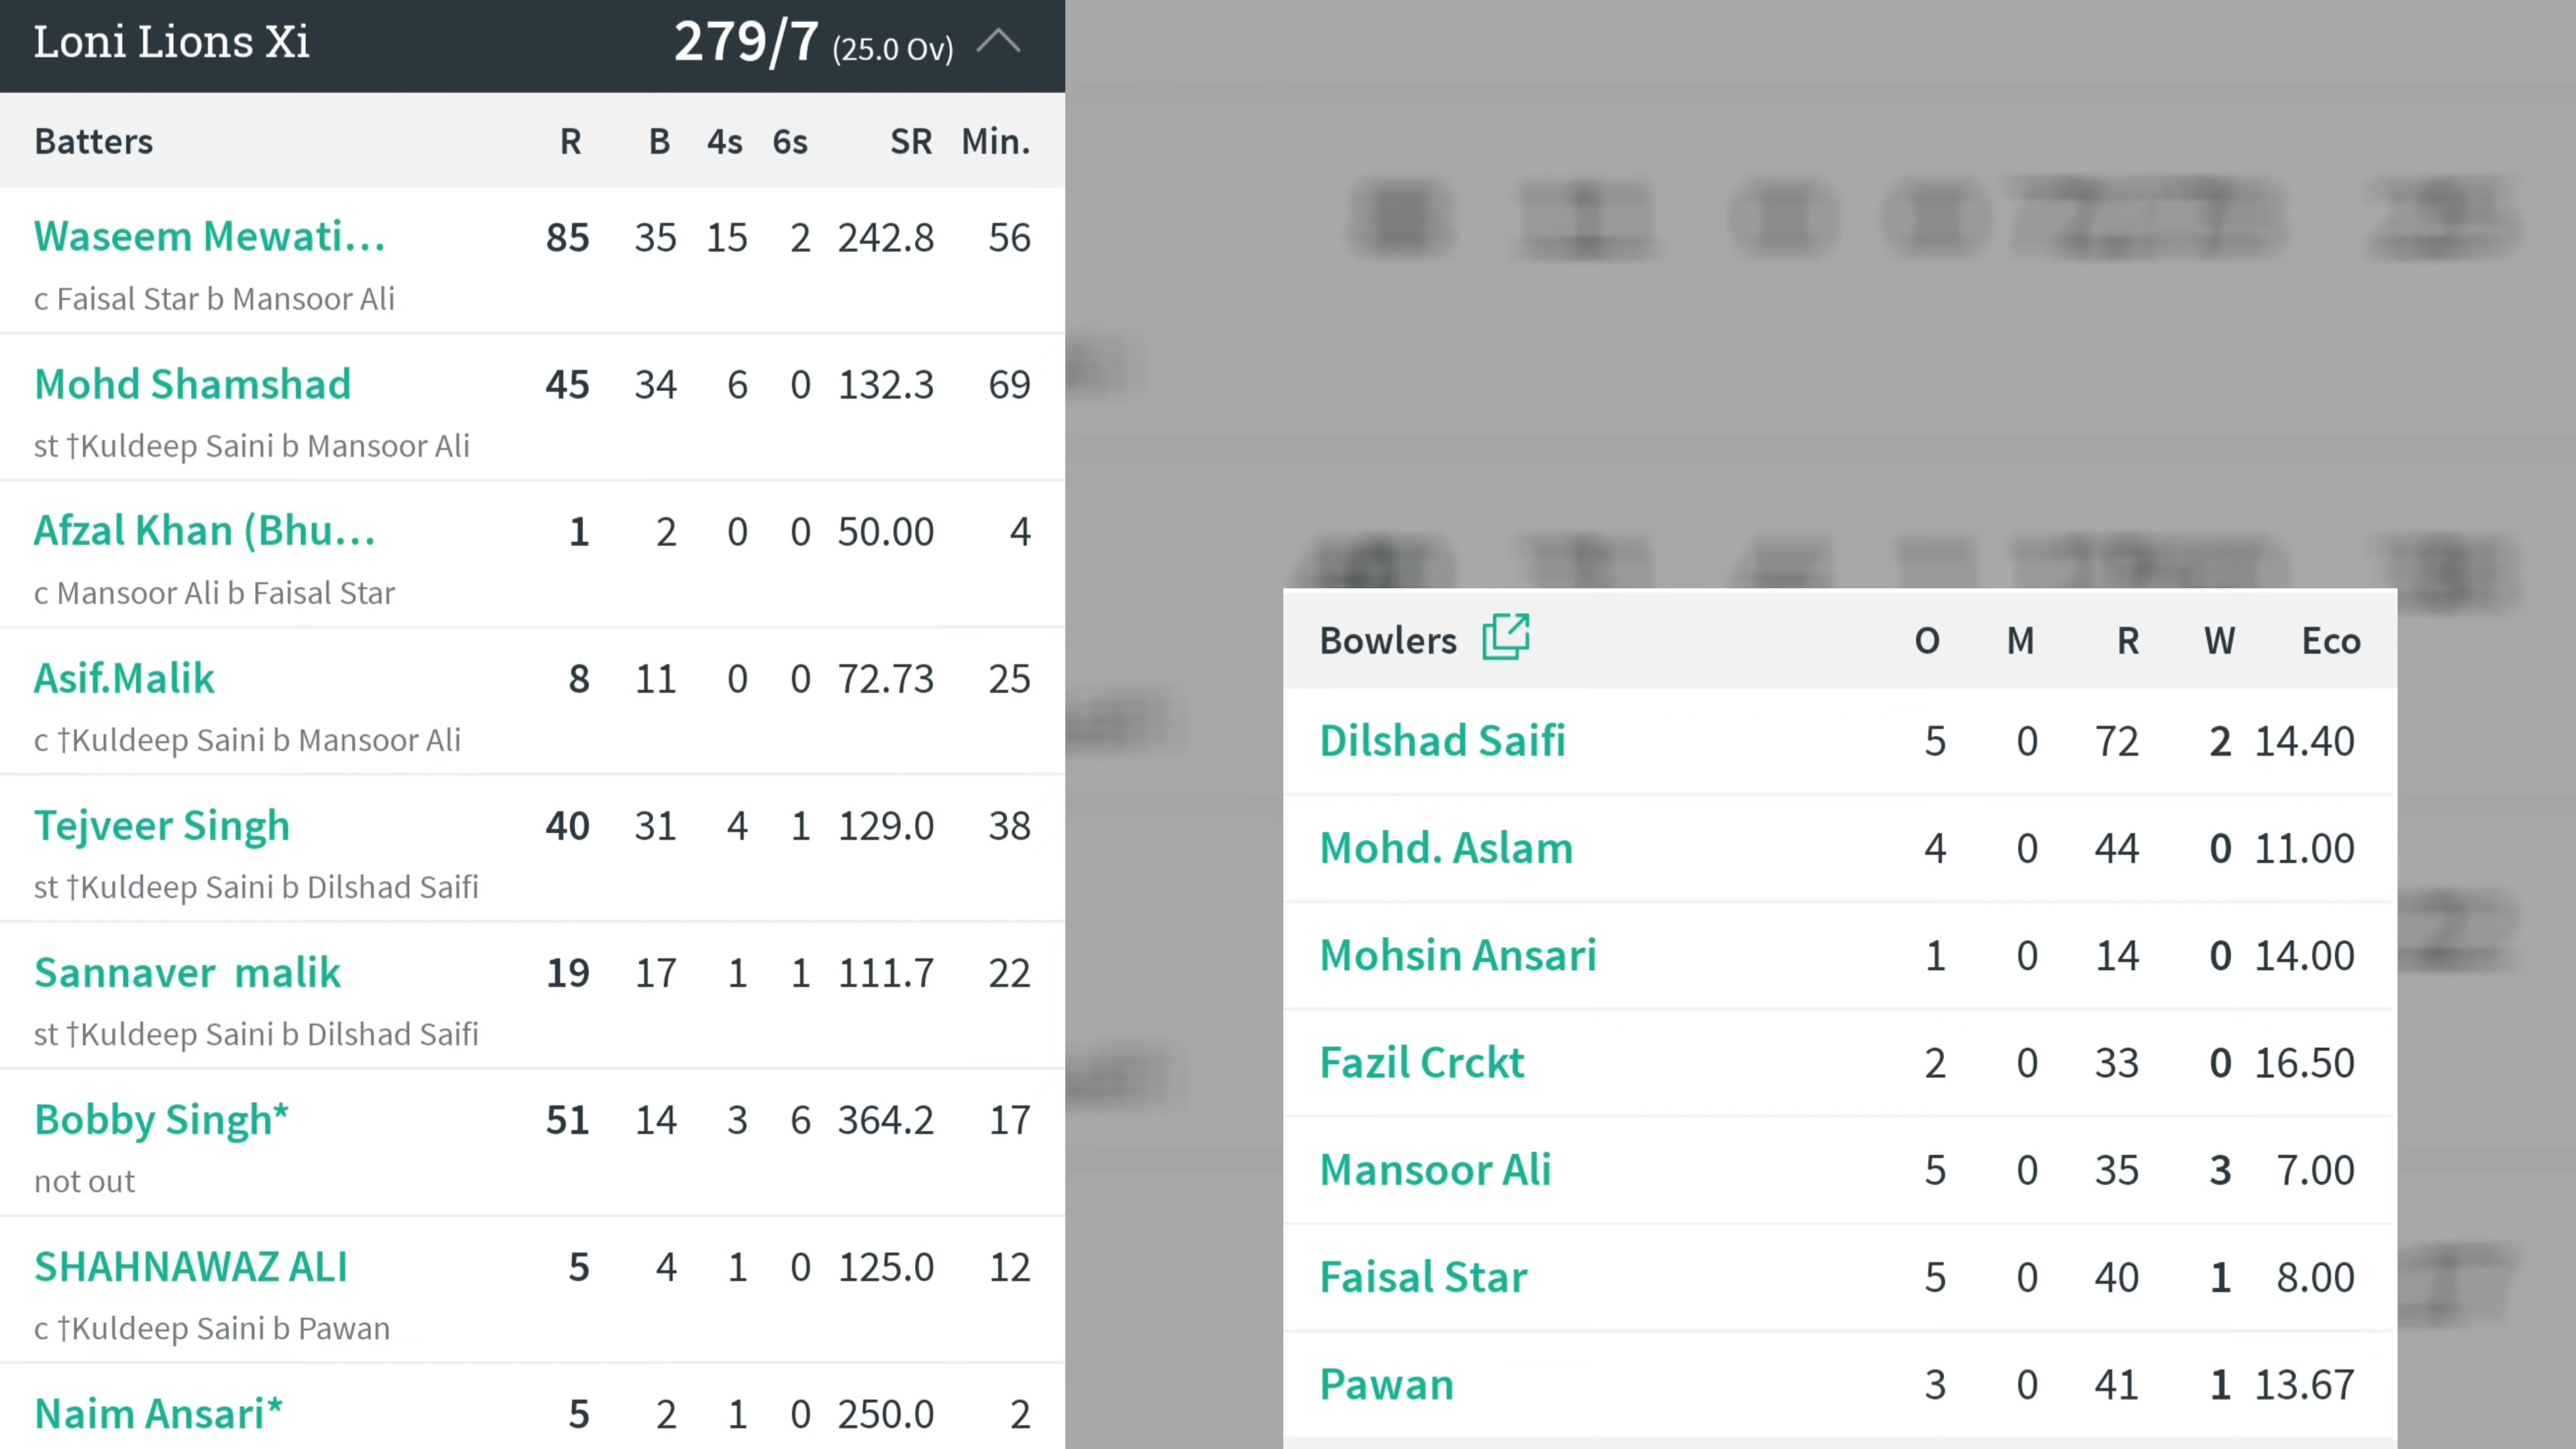 Loni Lions Xi 279/7 (25.0 Ov)
Batters R B 4s 6s SR Min.
Waseem Mewati... 85 35 15 2 242.8 56
c Faisal Star b Mansoor Ali
Mohd Shamshad 45 34 6 0 132.3 69
st †Kuldeep Saini b Mansoor Ali
Afzal Khan (Bhu... 1 2 0 0 50.00 4
c Mansoor Ali b Faisal Star
Asif.Malik 8 11 0 0 72.73 25
c †Kuldeep Saini b Mansoor Ali
Tejveer Singh 40 31 4 1 129.0 38
st †Kuldeep Saini b Dilshad Saifi
Sannaver malik 19 17 1 1 111.7 22
st †Kuldeep Saini b Dilshad Saifi
Bobby Singh* 51 14 3 6 364.2 17
not out
SHAHNAWAZ ALI 5 4 1 0 125.0 12
c †Kuldeep Saini b Pawan
Naim Ansari* 5 2 1 0 250.0 2
Bowlers O M R W Eco
Dilshad Saifi 5 0 72 2 14.40
Mohd. Aslam 4 0 44 0 11.00
Mohsin Ansari 1 0 14 0 14.00
Fazil Crckt 2 0 33 0 16.50
Mansoor Ali 5 0 35 3 7.00
Faisal Star 5 0 40 1 8.00
Pawan 3 0 41 1 13.67